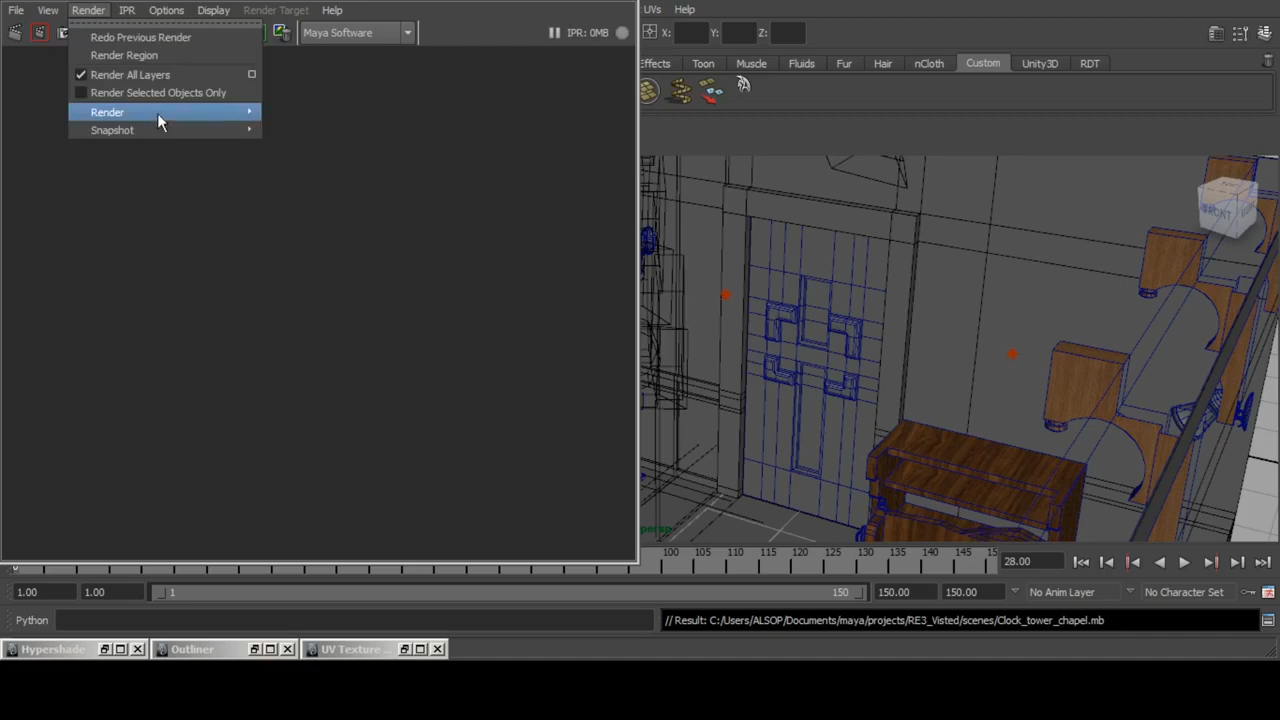 File View Render IPR Options Display Render Target Help
UVs Help
Maya Software
IPR: 0MB
X: Y: Z:
Redo Previous Render
Render Region
Render All Layers
Render Selected Objects Only
Render
Snapshot
Effects Toon Muscle Fluids Fur Hair nCloth Custom Unity3D RDT
FRONT
persp
100 105 110 115 120 125 130 135 140 145 15
28.00
1.00 1.00 1 150 150.00 150.00 No Anim Layer No Character Set
Python // Result: C:/Users/ALSOP/Documents/maya/projects/RE3_Visted/scenes/Clock_tower_chapel.mb
Hypershade Outliner UV Texture ...